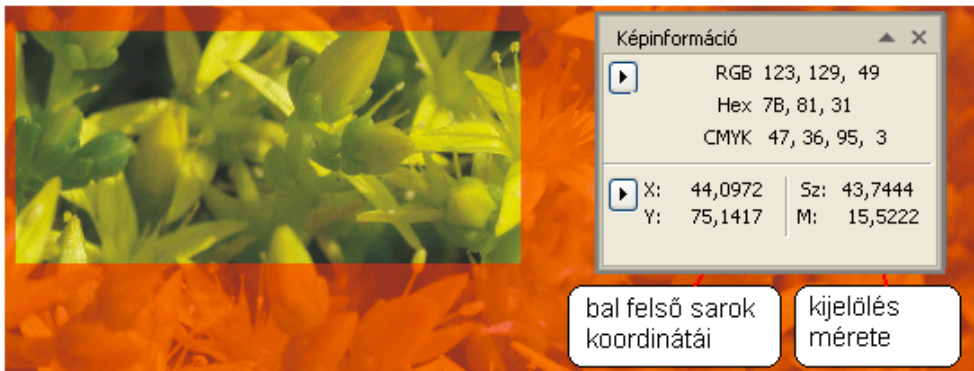 Képinformáció
RGB 123, 129, 49
Hex 7B, 81, 31
CMYK 47, 36, 95, 3
X: 44,0972 Sz: 43,7444
Y: 75,1417 M: 15,5222
bal felső sarok
koordinátái
kijelölés
mérete